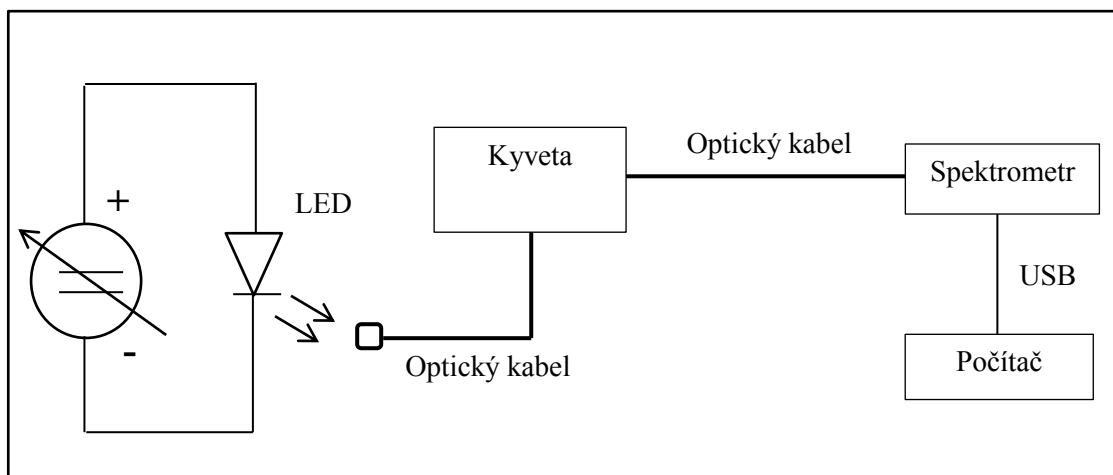 +
-
LED
Optický kabel
Kyveta
Optický kabel
Spektrometr
USB
Počítač